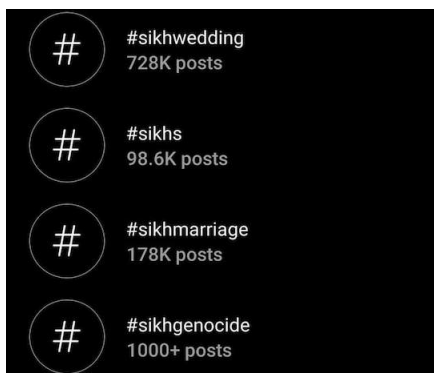 #sikhwedding
728K posts
#sikhs
98.6K posts
#sikhmarriage
178K posts
#sikhgenocide
1000+ posts